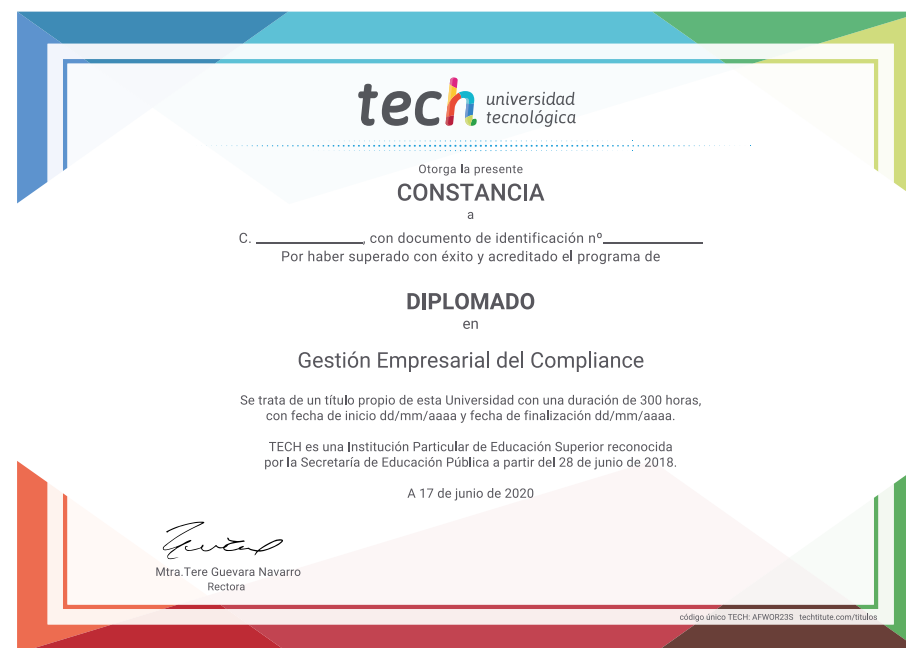 tech universidad
tecnológica
Otorga la presente
CONSTANCIA
a
C. ____________, con documento de identificación nº____________
Por haber superado con éxito y acreditado el programa de
DIPLOMADO
en
Gestión Empresarial del Compliance
Se trata de un título propio de esta Universidad con una duración de 300 horas,
con fecha de inicio dd/mm/aaaa y fecha de finalización dd/mm/aaaa.
TECH es una Institución Particular de Educación Superior reconocida
por la Secretaría de Educación Pública a partir del 28 de junio de 2018.
A 17 de junio de 2020
Mtra.Tere Guevara Navarro
Rectora
código único TECH: AFWOR23S techtitute.com/titulos